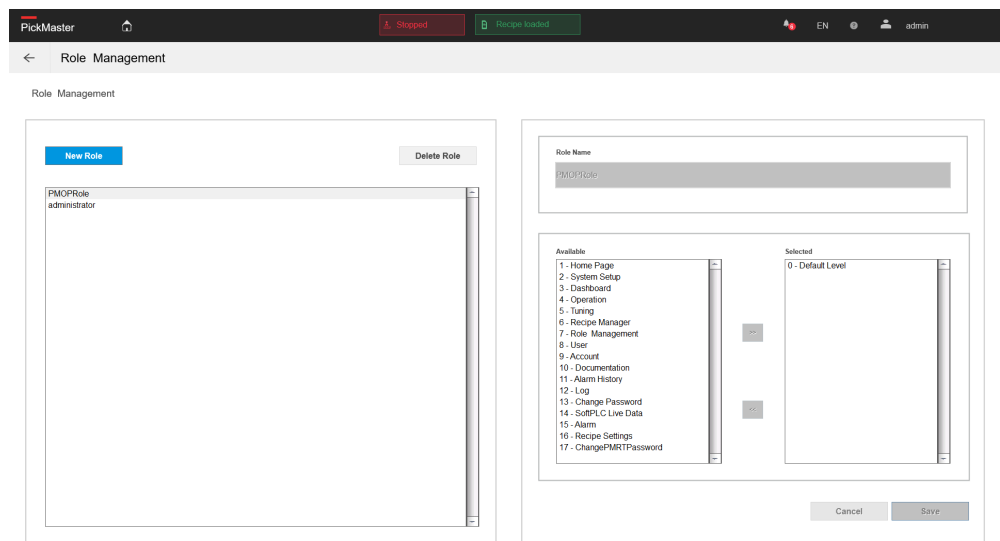 PickMaster
Stopped
Recipe loaded
6
EN
admin
Role Management
Role Management
New Role
Delete Role
PMOPRole
administrator
Role Name
PMOPRole
Available
1 - Home Page
2 - System Setup
3 - Dashboard
4 - Operation
5 - Tuning
6 - Recipe Manager
7 - Role Management
8 - User
9 - Account
10 - Documentation
11 - Alarm History
12 - Log
13 - Change Password
14 - SoftPLC Live Data
15 - Alarm
16 - Recipe Settings
17 - ChangePMRTPassword
Selected
0 - Default Level
Cancel
Save